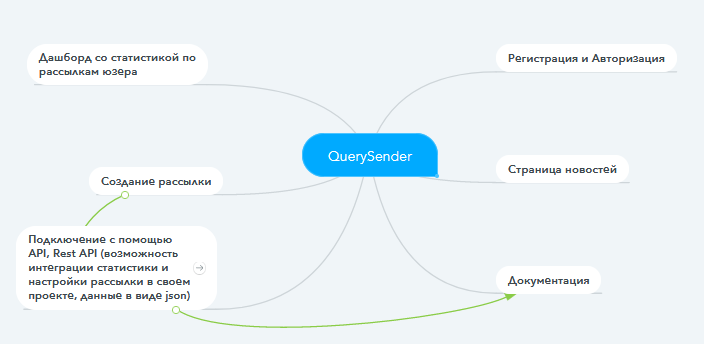 Дашборд со статистикой по
рассылкам юзера
Регистрация и Авторизация
QuerySender
Создание рассылки
Страница новостей
Подключение с помощью
API, Rest API (возможность
интеграции статистики и
настройки рассылки в своем
проекте, данные в виде json)
Документация